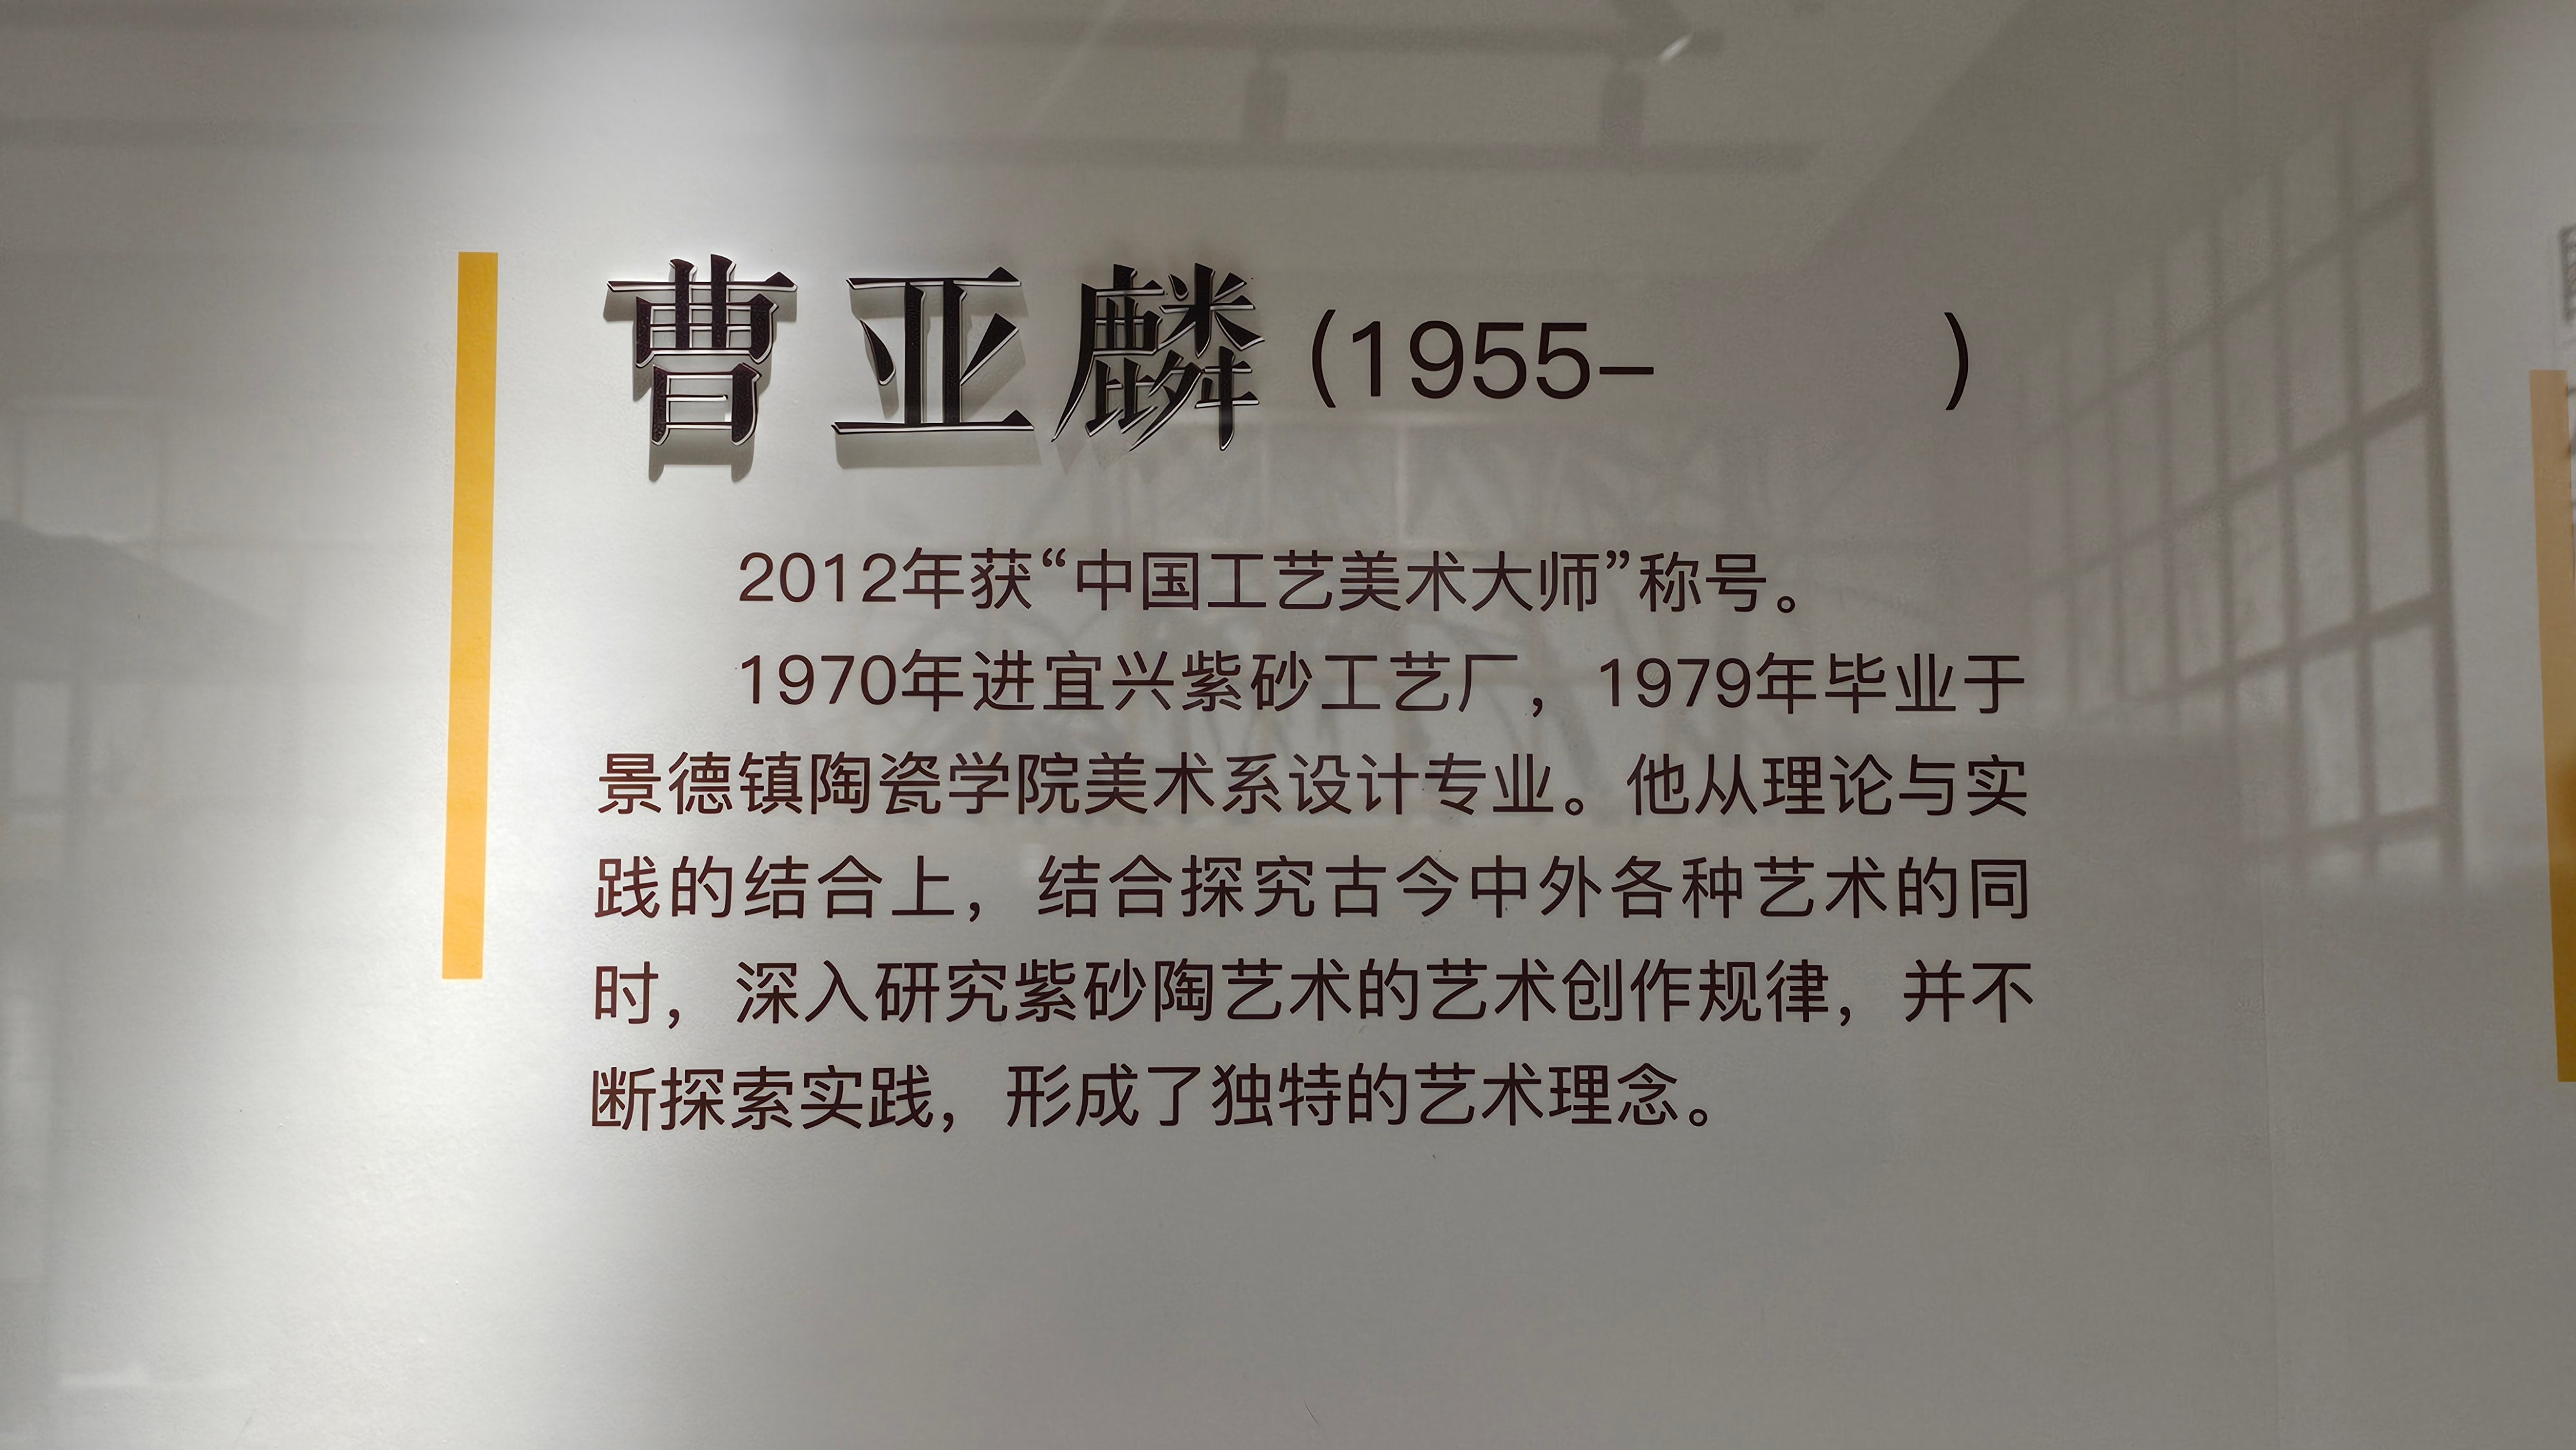 曹亚麟 (1955- )
2012年获“中国工艺美术大师”称号。
1970年进宜兴紫砂工艺厂，1979年毕业于
景德镇陶瓷学院美术系设计专业。他从理论与实
践的结合上，结合探究古今中外各种艺术的同
时，深入研究紫砂陶艺术的艺术创作规律，并不
断探索实践，形成了独特的艺术理念。